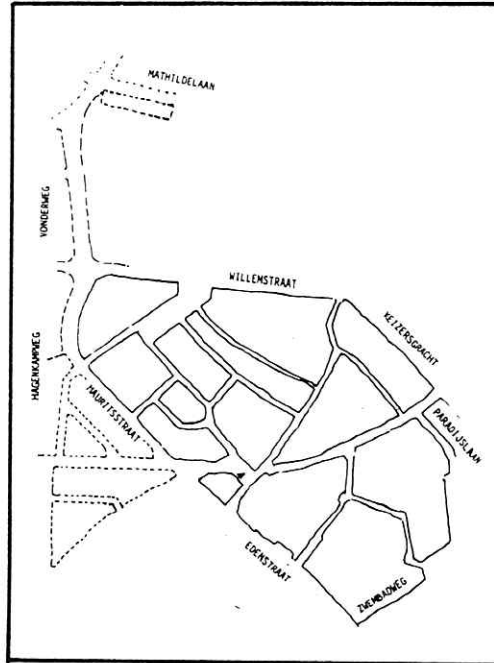 MATHILDELAAN
VONDERWEG
WILLEMSTRAAT
KEIZERSGRACHT
HAGENKAMPWEG
MAURITSSTRAAT
PARADIJSLAAN
EDENSTRAAT
ZWEMBADWEG